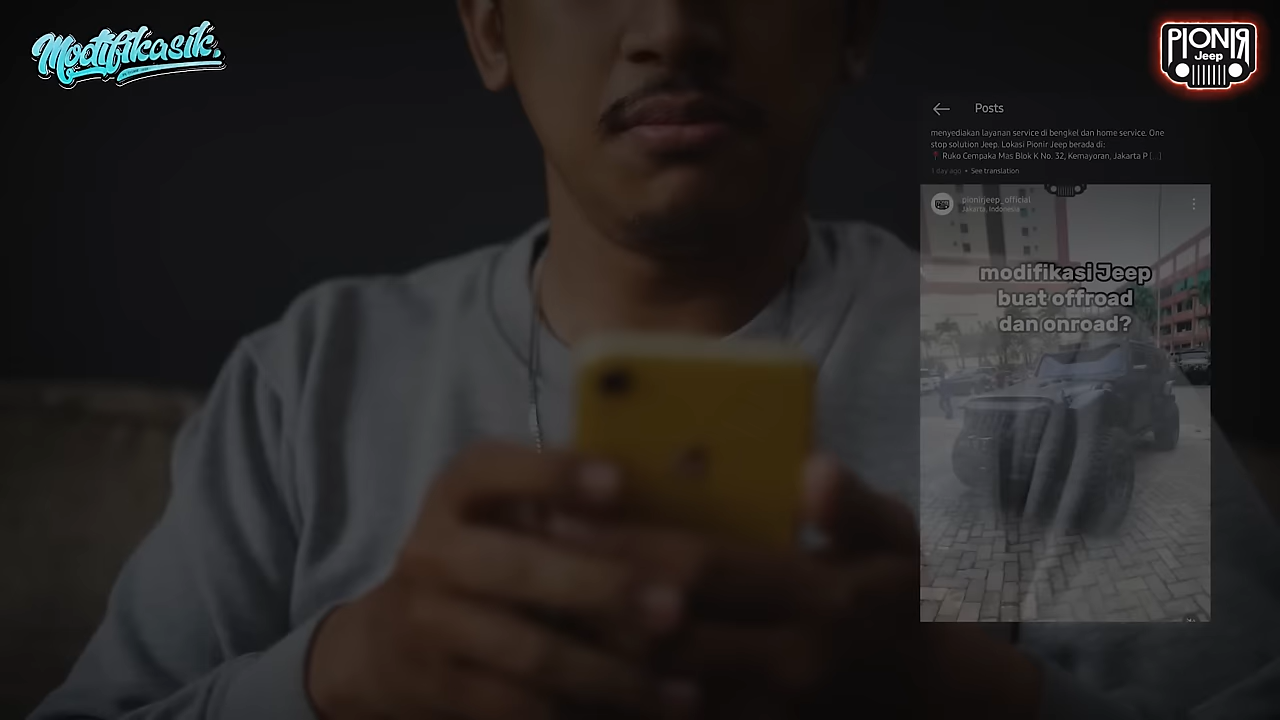 Modifikasik.
PIONIR
Jeep
Posts
menyediakan layanan service di bengkel dan home service. One
stop solution Jeep. Lokasi Pionir Jeep berada di:
📍 Ruko Cempaka Mas Blok K No. 32, Kemayoran, Jakarta P [...]
1 day ago • See translation
pionirjeep_official
Jakarta, Indonesia
modifikasi Jeep
buat offroad
dan onroad?